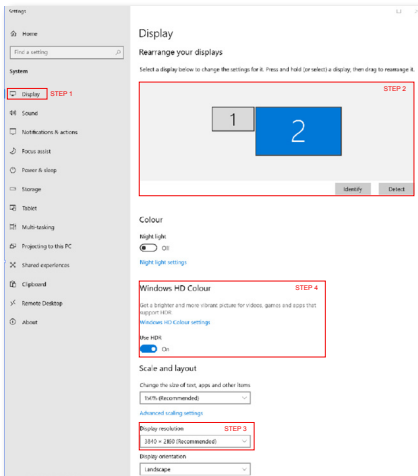 Settings
Home
Find a setting
System
Display
STEP 1
Sound
Notifications & actions
Focus assist
Power & sleep
Storage
Tablet
Multi-tasking
Projecting to this PC
Shared experiences
Clipboard
Remote Desktop
About
Display
Rearrange your displays
Select a display below to change the settings for it. Press and hold (or select) a display, then drag to rearrange it.
STEP 2
1
2
Identify
Detect
Colour
Night light
Off
Night light settings
Windows HD Colour
STEP 4
Get a brighter and more vibrant picture for videos, games and apps that
support HDR.
Windows HD Colour settings
Use HDR
On
Scale and layout
Change the size of text, apps and other items
150% (Recommended)
Advanced scaling settings
Display resolution
STEP 3
3840 × 2160 (Recommended)
Display orientation
Landscape